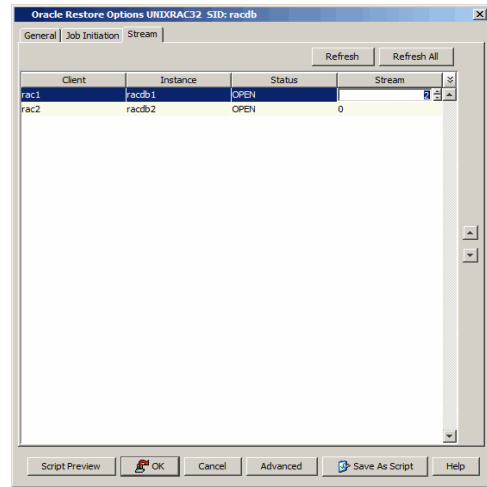 Oracle Restore Options UNIXRAC32 SID: racdb
General Job Initiation Stream
Refresh Refresh All
Client Instance Status Stream
rac1 racdb1 OPEN 2
rac2 racdb2 OPEN 0
Script Preview OK Cancel Advanced Save As Script Help